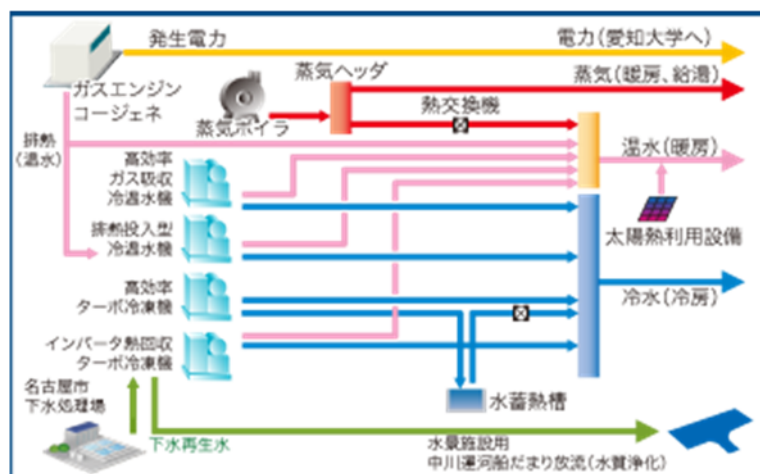 発生電力
電力(愛知大学へ)
ガスエンジン
コージェネ
蒸気ヘッダ
蒸気(暖房、給湯)
蒸気ボイラ
熱交換機
排熱
(温水)
温水(暖房)
高効率
ガス吸収
冷温水機
太陽熱利用設備
排熱投入型
冷温水機
高効率
ターボ冷凍機
冷水(冷房)
インバータ熱回収
ターボ冷凍機
水蓄熱槽
名古屋市
下水処理場
下水再生水
水景施設用
中川運河船だまり放流(水質浄化)